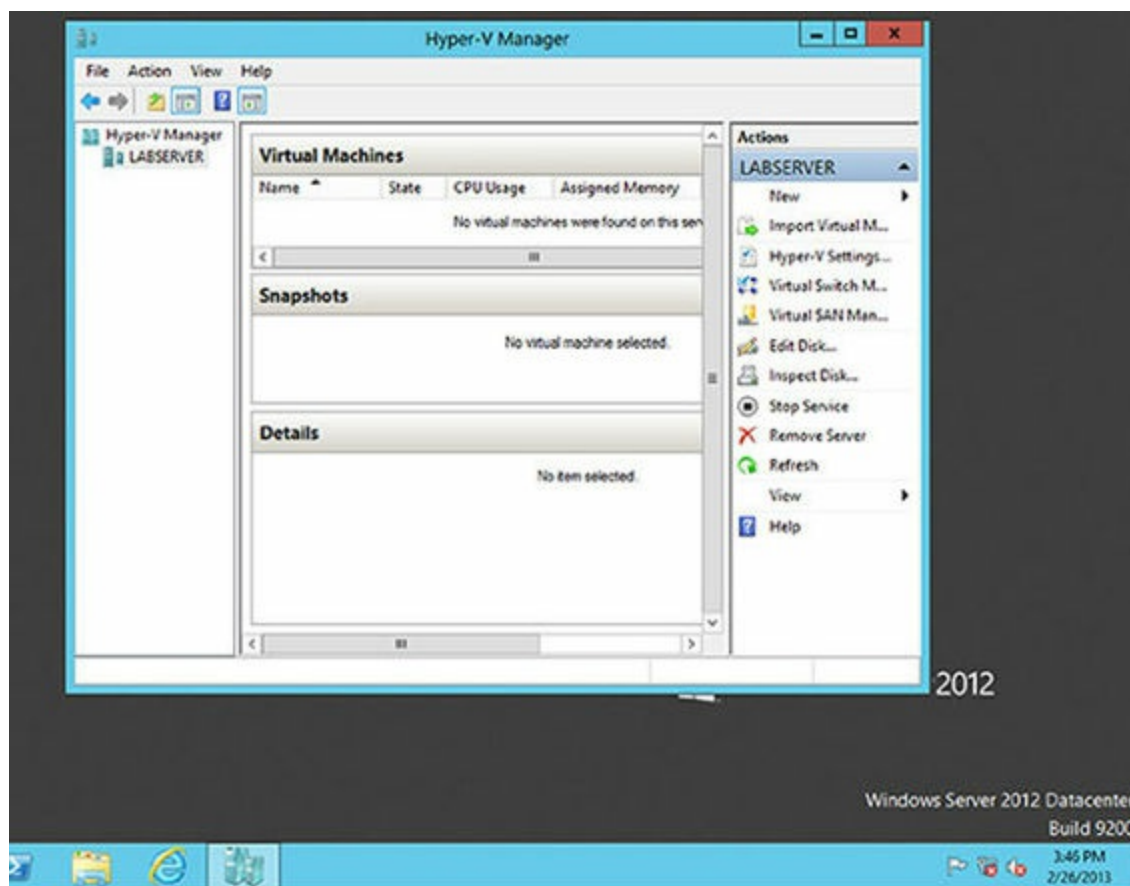 Hyper-V Manager
File Action View Help
Hyper-V Manager
LABSERVER
Virtual Machines
Name State CPU Usage Assigned Memory
No virtual machines were found on this serv
Snapshots
No virtual machine selected.
Details
No item selected.
Actions
LABSERVER
New
Import Virtual M...
Hyper-V Settings...
Virtual Switch M...
Virtual SAN Man...
Edit Disk...
Inspect Disk...
Stop Service
Remove Server
Refresh
View
Help
2012
Windows Server 2012 Datacenter
Build 9200
3:46 PM
2/26/2013